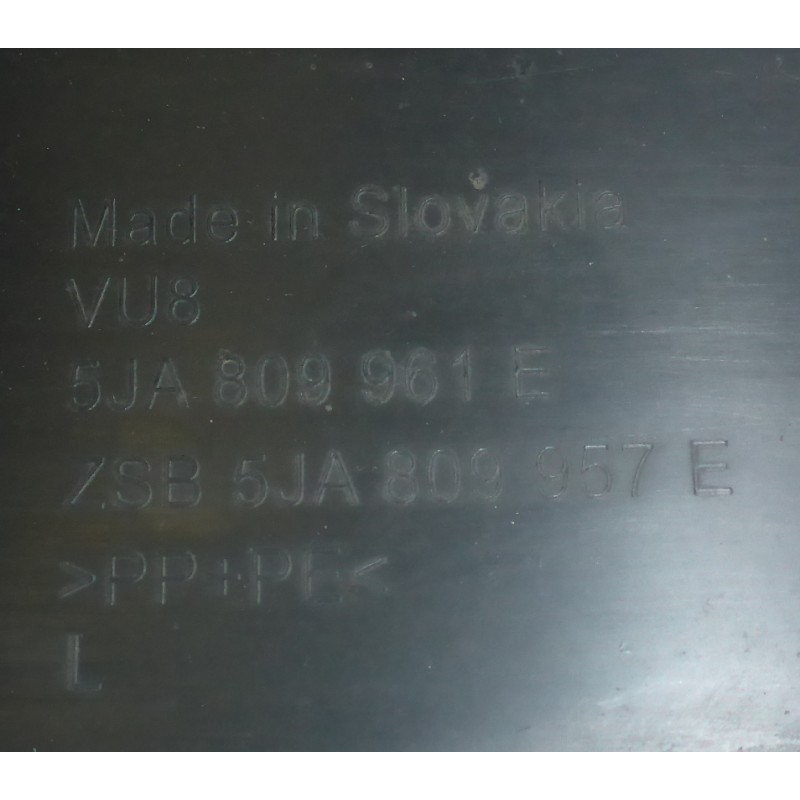 Made in Slovakia
VU8
5JA 809 961 E
ZSB 5JA 809 957 E
>PP+PE<
L